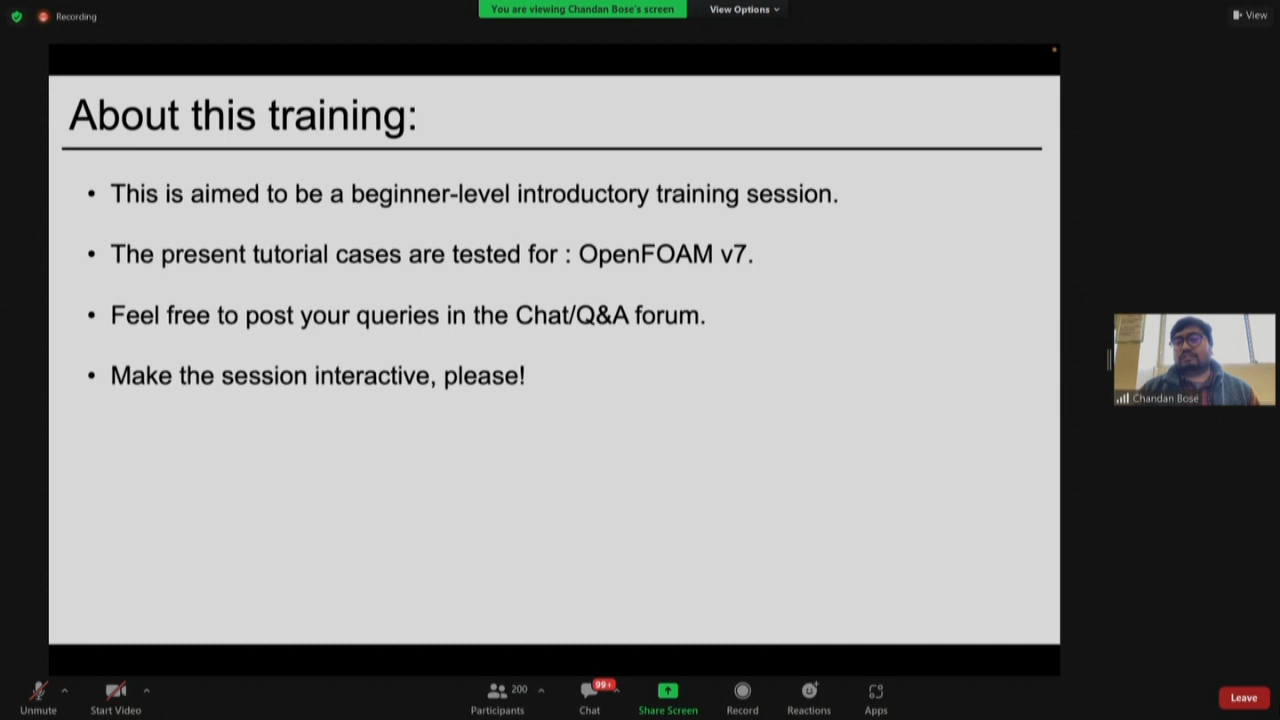 Recording
You are viewing Chandan Bose's screen
View Options
View
About this training:
• This is aimed to be a beginner-level introductory training session.
• The present tutorial cases are tested for : OpenFOAM v7.
• Feel free to post your queries in the Chat/Q&A forum.
• Make the session interactive, please!
Chandan Bose
Unmute
Start Video
200
Participants
99+
Chat
Share Screen
Record
Reactions
Apps
Leave